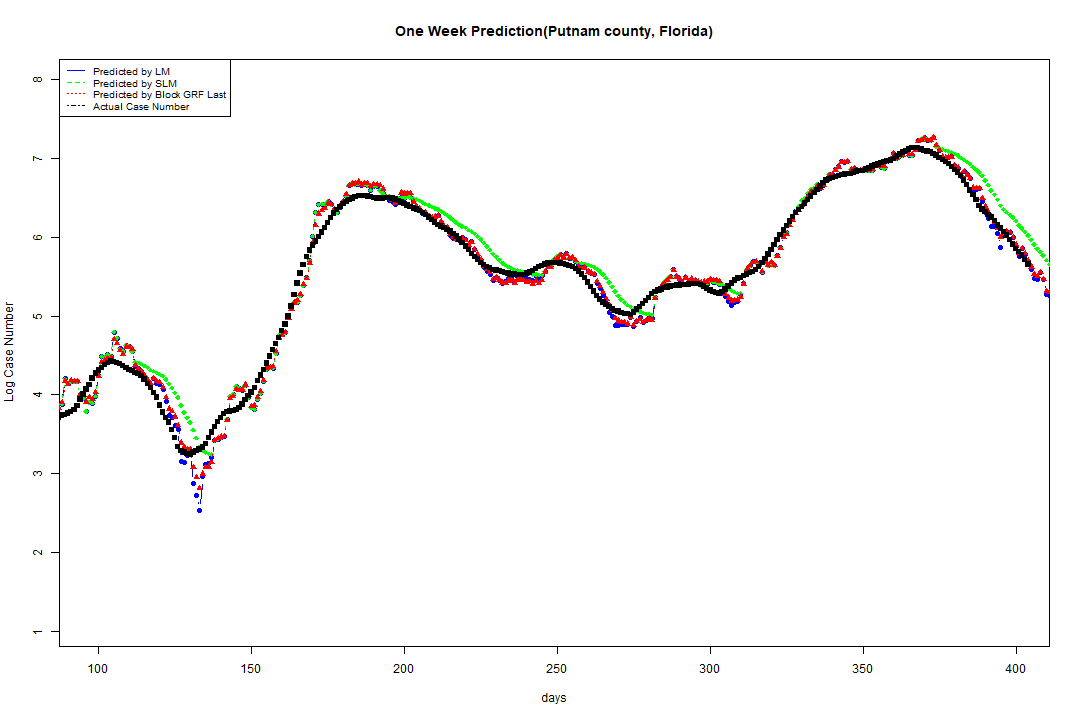 One Week Prediction(Putnam county, Florida)
Predicted by LM
Predicted by SLM
Predicted by Block GRF Last
Actual Case Number
8
7
6
5
4
3
2
1
Log Case Number
100 150 200 250 300 350 400
days